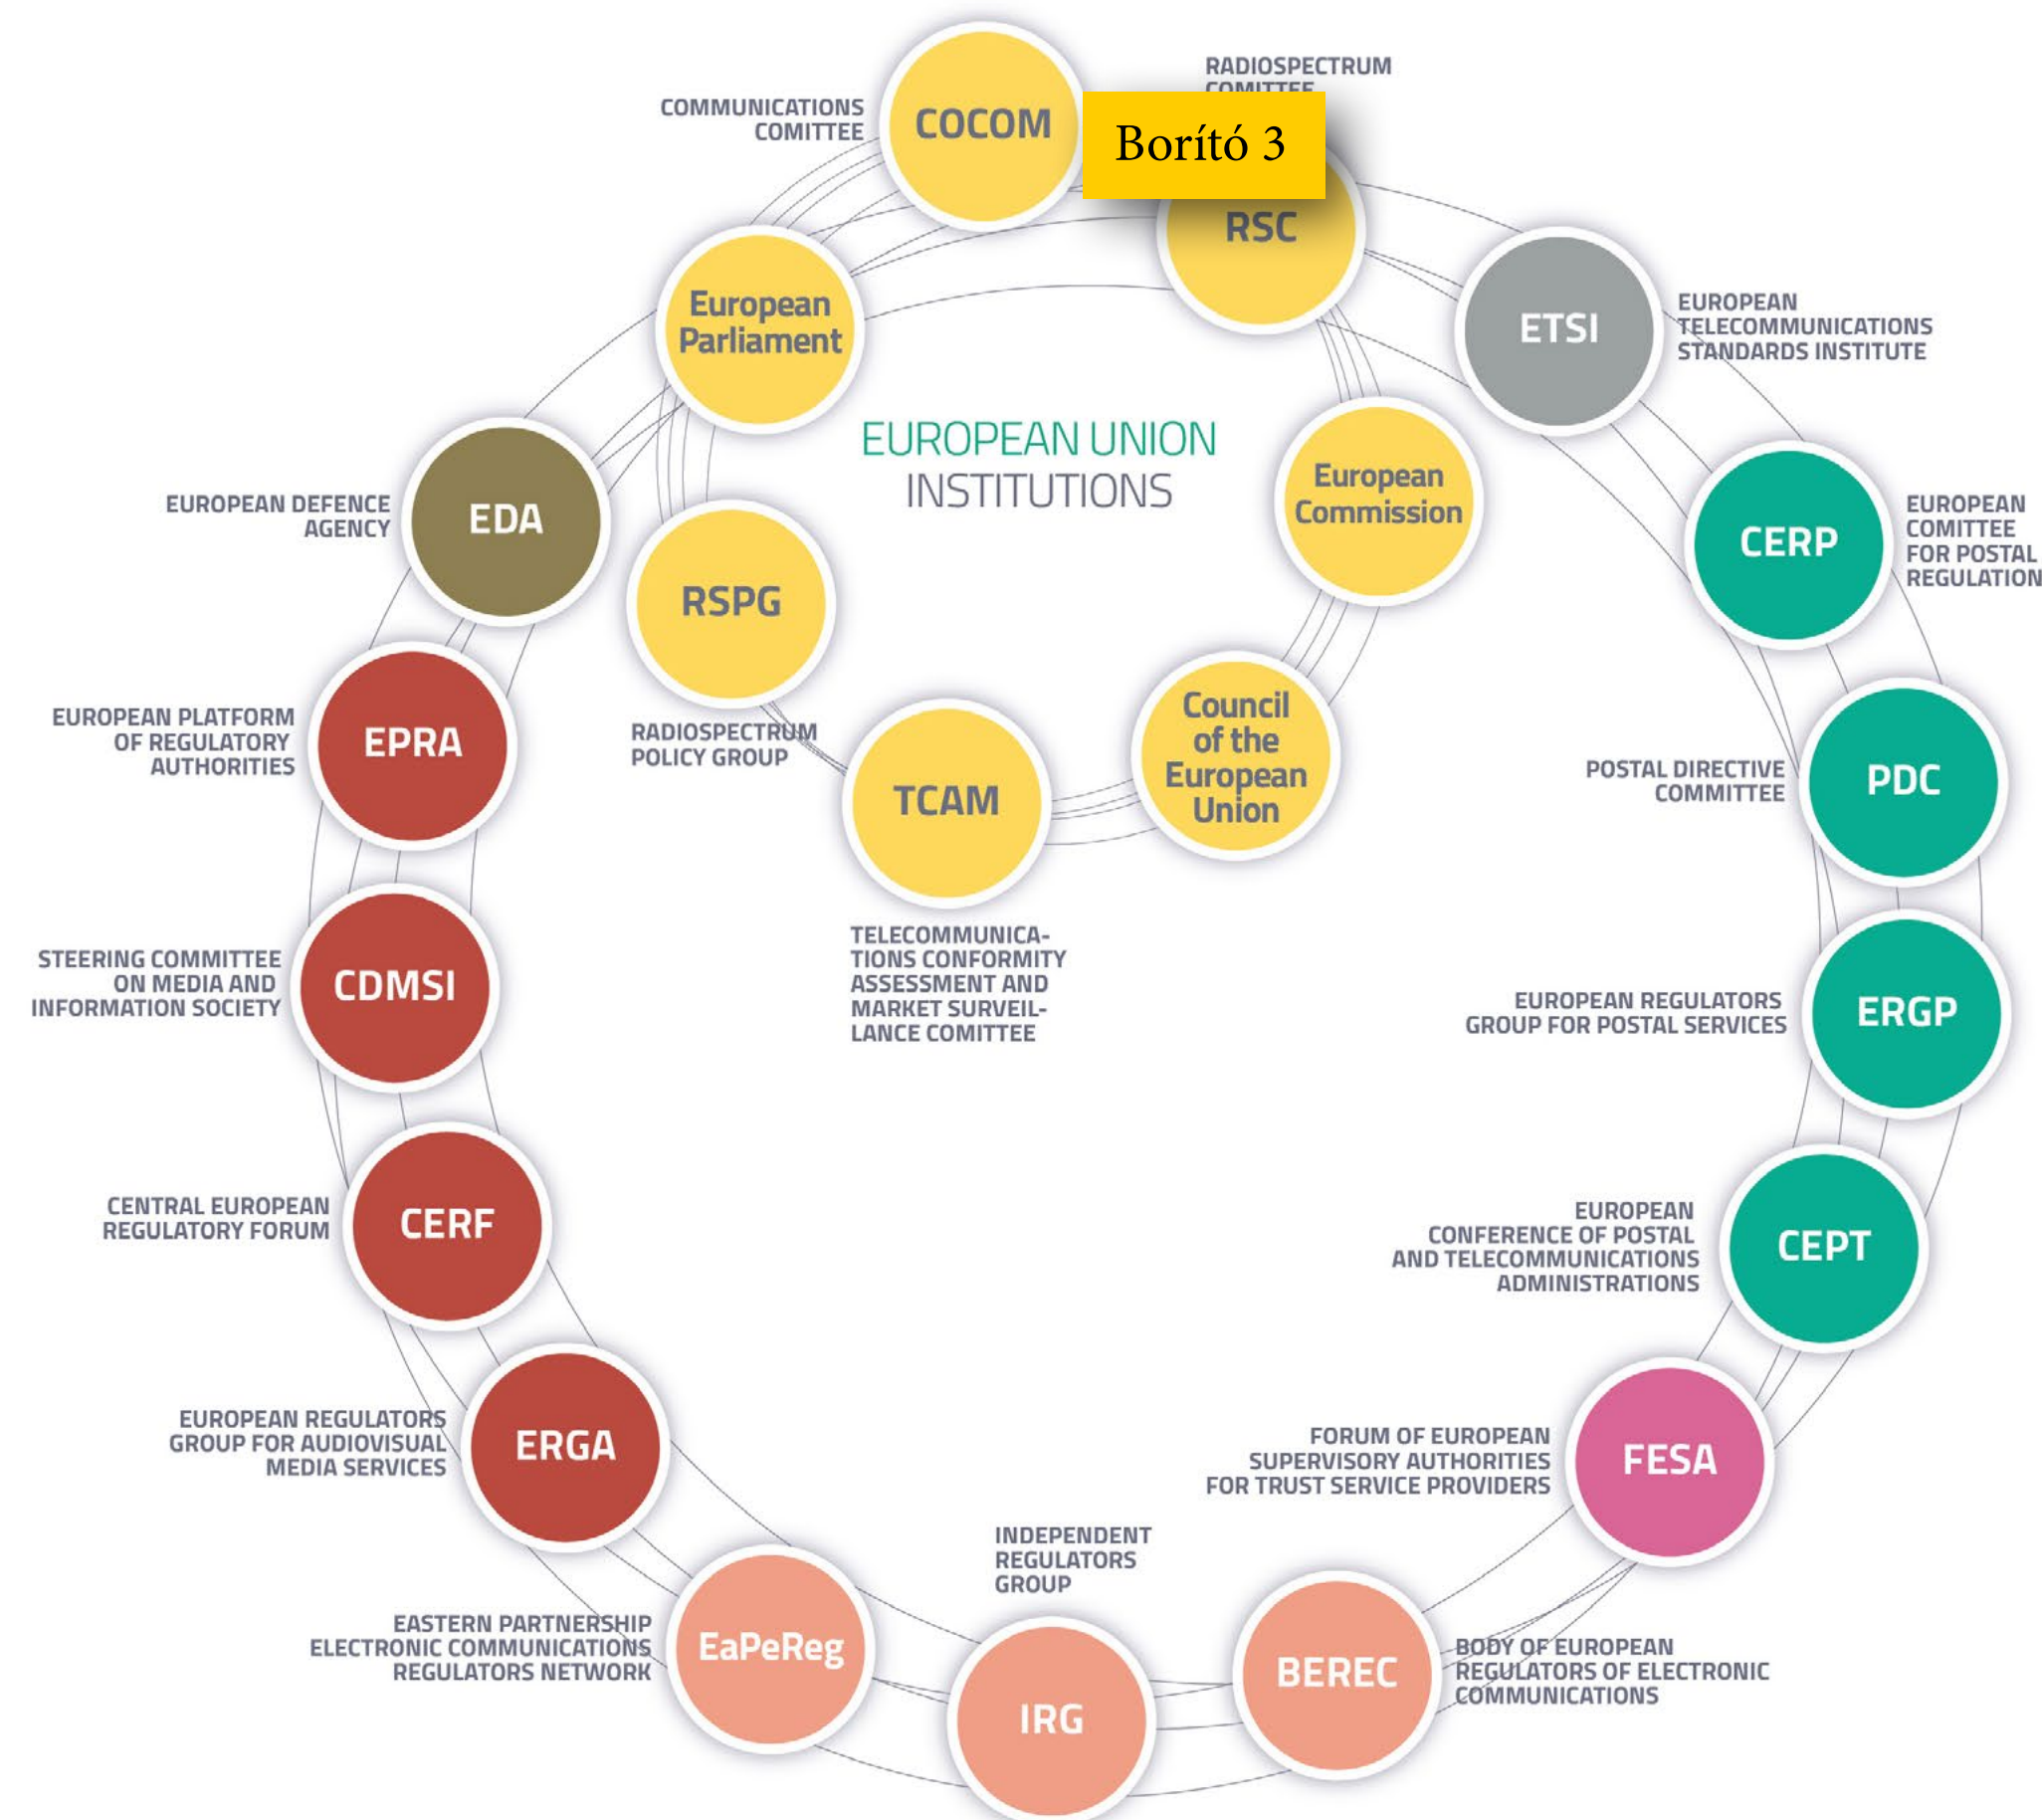 COMMUNICATIONS
COMITTEE
COCOM
RADIOSPECTRUM
COMITTEE
Borító 3
RSC
European
Parliament
ETSI
EUROPEAN
TELECOMMUNICATIONS
STANDARDS INSTITUTE
EUROPEAN UNION
INSTITUTIONS
European
Commission
EUROPEAN DEFENCE
AGENCY
EDA
CERP
EUROPEAN
COMITTEE
FOR POSTAL
REGULATION
RSPG
RADIOSPECTRUM
POLICY GROUP
EUROPEAN PLATFORM
OF REGULATORY
AUTHORITIES
EPRA
Council
of the
European
Union
TCAM
TELECOMMUNICA-
TIONS CONFORMITY
ASSESSMENT AND
MARKET SURVEIL-
LANCE COMITTEE
POSTAL DIRECTIVE
COMMITTEE
PDC
STEERING COMMITTEE
ON MEDIA AND
INFORMATION SOCIETY
CDMSI
EUROPEAN REGULATORS
GROUP FOR POSTAL SERVICES
ERGP
CENTRAL EUROPEAN
REGULATORY FORUM
CERF
EUROPEAN
CONFERENCE OF POSTAL
AND TELECOMMUNICATIONS
ADMINISTRATIONS
CEPT
EUROPEAN REGULATORS
GROUP FOR AUDIOVISUAL
MEDIA SERVICES
ERGA
FORUM OF EUROPEAN
SUPERVISORY AUTHORITIES
FOR TRUST SERVICE PROVIDERS
FESA
EASTERN PARTNERSHIP
ELECTRONIC COMMUNICATIONS
REGULATORS NETWORK
EaPeReg
INDEPENDENT
REGULATORS
GROUP
IRG
BEREC
BODY OF EUROPEAN
REGULATORS OF ELECTRONIC
COMMUNICATIONS